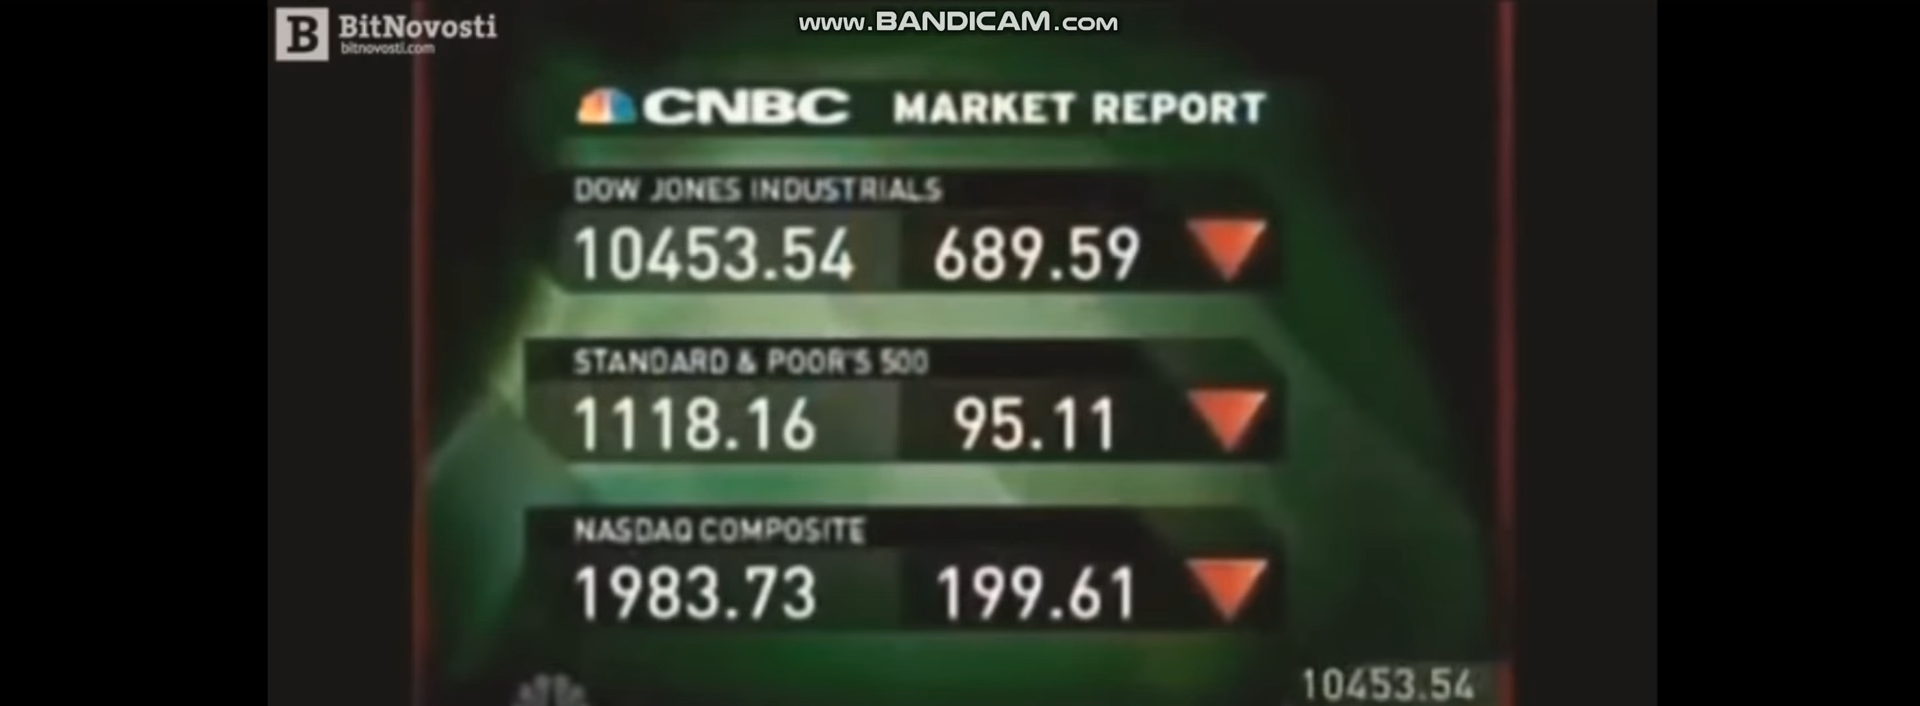 BitNovosti
bitnovosti.com
www.BANDICAM.com
CNBC MARKET REPORT
DOW JONES INDUSTRIALS
10453.54 689.59
STANDARD & POOR'S 500
1118.16 95.11
NASDAQ COMPOSITE
1983.73 199.61
10453.54